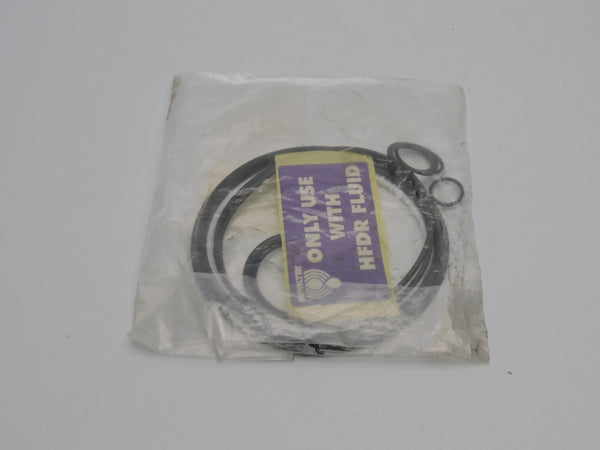 ONLY USE
WITH
HFDR FLUID